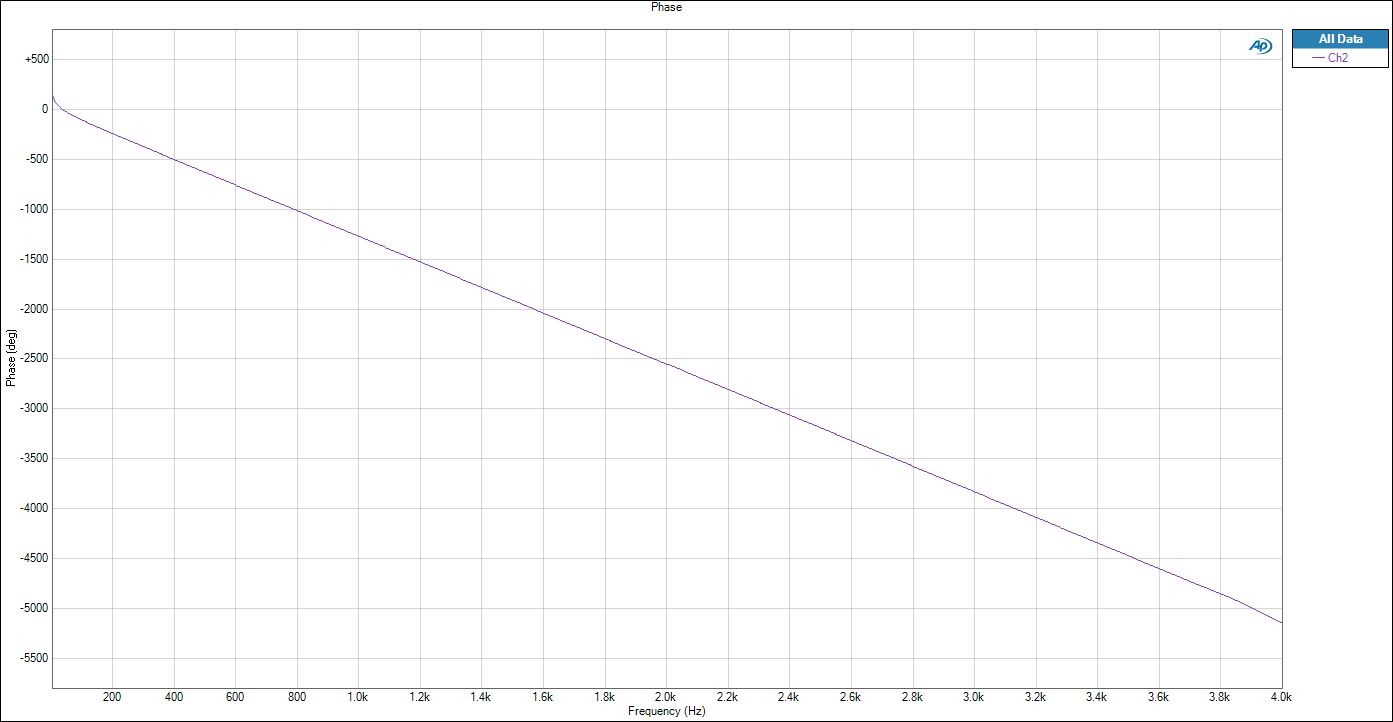 Phase
AP
All Data
Ch2
+500
0
-500
-1000
-1500
-2000
-2500
-3000
-3500
-4000
-4500
-5000
-5500
Phase (deg)
200 400 600 800 1.0k 1.2k 1.4k 1.6k 1.8k 2.0k 2.2k 2.4k 2.6k 2.8k 3.0k 3.2k 3.4k 3.6k 3.8k 4.0k
Frequency (Hz)